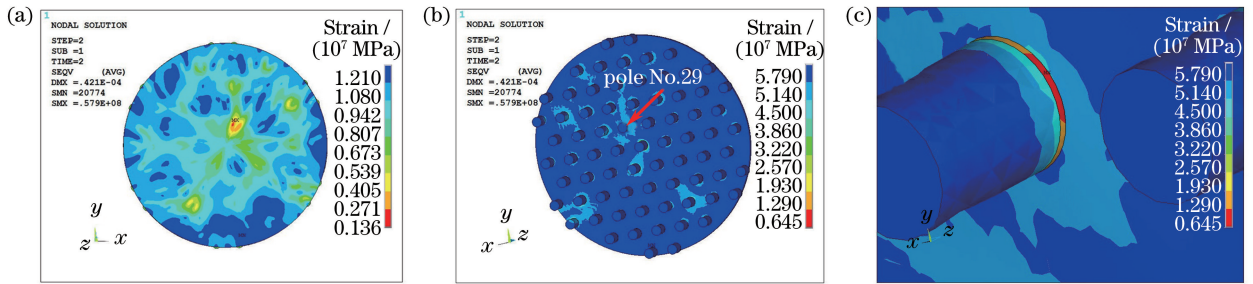 (a)
1
NODAL SOLUTION
STEP=2
SUB =1
TIME=2
SEQV (AVG)
DMX =.421E-04
SMN =20774
SMX =.579E+08
Strain /
(10⁷ MPa)
1.210
1.080
0.942
0.807
0.673
0.539
0.405
0.271
0.136
y
z x
(b)
1
NODAL SOLUTION
STEP=2
SUB =1
TIME=2
SEQV (AVG)
DMX =.421E-04
SMN =20774
SMX =.579E+08
pole No.29
Strain /
(10⁷ MPa)
5.790
5.140
4.500
3.860
3.220
2.570
1.930
1.290
0.645
y
x z
(c)
Strain /
(10⁷ MPa)
5.790
5.140
4.500
3.860
3.220
2.570
1.930
1.290
0.645
y
x z